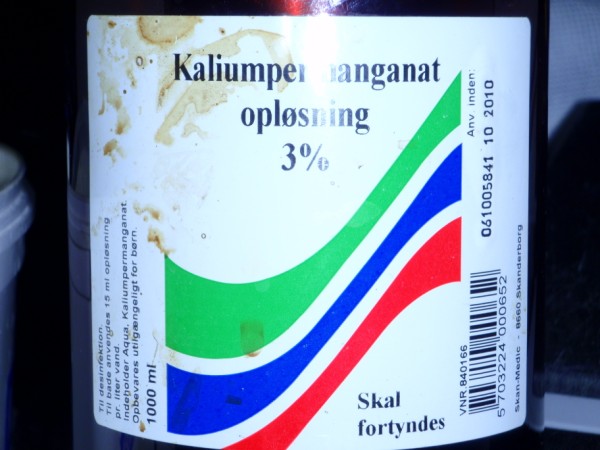 Kaliumpermanganat
opløsning
3%
Til desinfektion.
Til bade anvendes 15 ml opløsning
pr. liter vand.
Indeholder Aqua, Kaliumpermanganat.
Opbevares utilgængeligt for børn.
1000 ml
Skal
fortyndes
Anv. inden:
061005841 10 2010
VNR.840166
5703224000652
Skan-Medic - 8660 Skanderborg